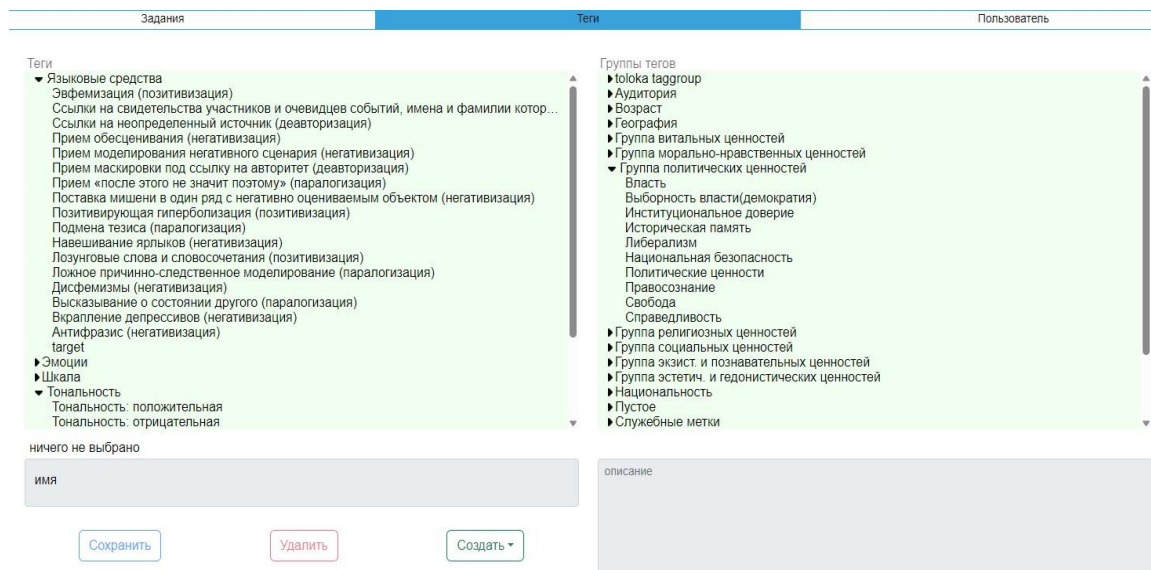 Задания
Теги
Пользователь
Теги
Языковые средства
Эвфемизация (позитивизация)
Ссылки на свидетельства участников и очевидцев событий, имена и фамилии котор...
Ссылки на неопределенный источник (деавторизация)
Прием обесценивания (негативизация)
Прием моделирования негативного сценария (негативизация)
Прием маскировки под ссылку на авторитет (деавторизация)
Прием «после этого не значит поэтому» (паралогизация)
Поставка мишени в один ряд с негативно оцениваемым объектом (негативизация)
Позитивирующая гиперболизация (позитивизация)
Подмена тезиса (паралогизация)
Навешивание ярлыков (негативизация)
Лозунговые слова и словосочетания (позитивизация)
Ложное причинно-следственное моделирование (паралогизация)
Дисфемизмы (негативизация)
Высказывание о состоянии другого (паралогизация)
Вкрапление депрессивов (негативизация)
Антифразис (негативизация)
target
Эмоции
Шкала
Тональность
Тональность: положительная
Тональность: отрицательная
Группы тегов
toloka taggroup
Аудитория
Возраст
География
Группа витальных ценностей
Группа морально-нравственных ценностей
Группа политических ценностей
Власть
Выборность власти(демократия)
Институциональное доверие
Историческая память
Либерализм
Национальная безопасность
Политические ценности
Правосознание
Свобода
Справедливость
Группа религиозных ценностей
Группа социальных ценностей
Группа экзист. и познавательных ценностей
Группа эстетич. и гедонистических ценностей
Национальность
Пустое
Служебные метки
ничего не выбрано
имя
описание
Сохранить
Удалить
Создать